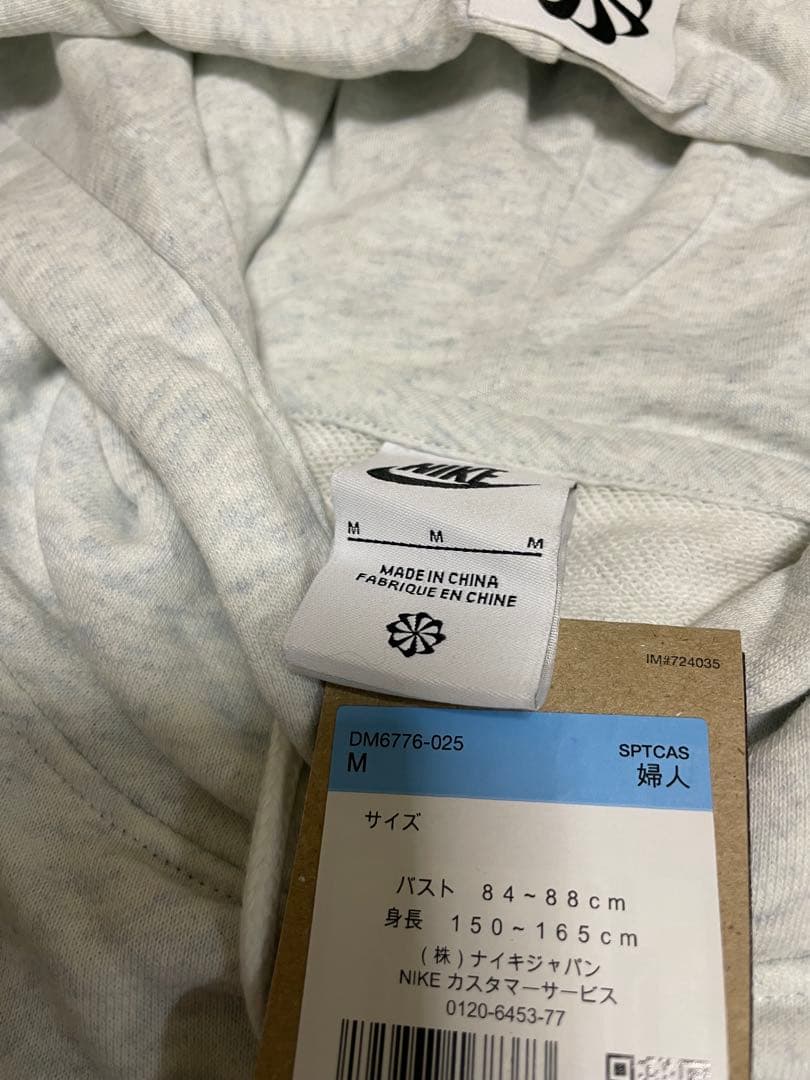 NIKE
M M M
MADE IN CHINA
FABRIQUE EN CHINE
IM#724035
DM6776-025 SPTCAS
M 婦人
サイズ
バスト 84~88cm
身長 150~165cm
(株)ナイキジャパン
NIKE カスタマーサービス
0120-6453-77